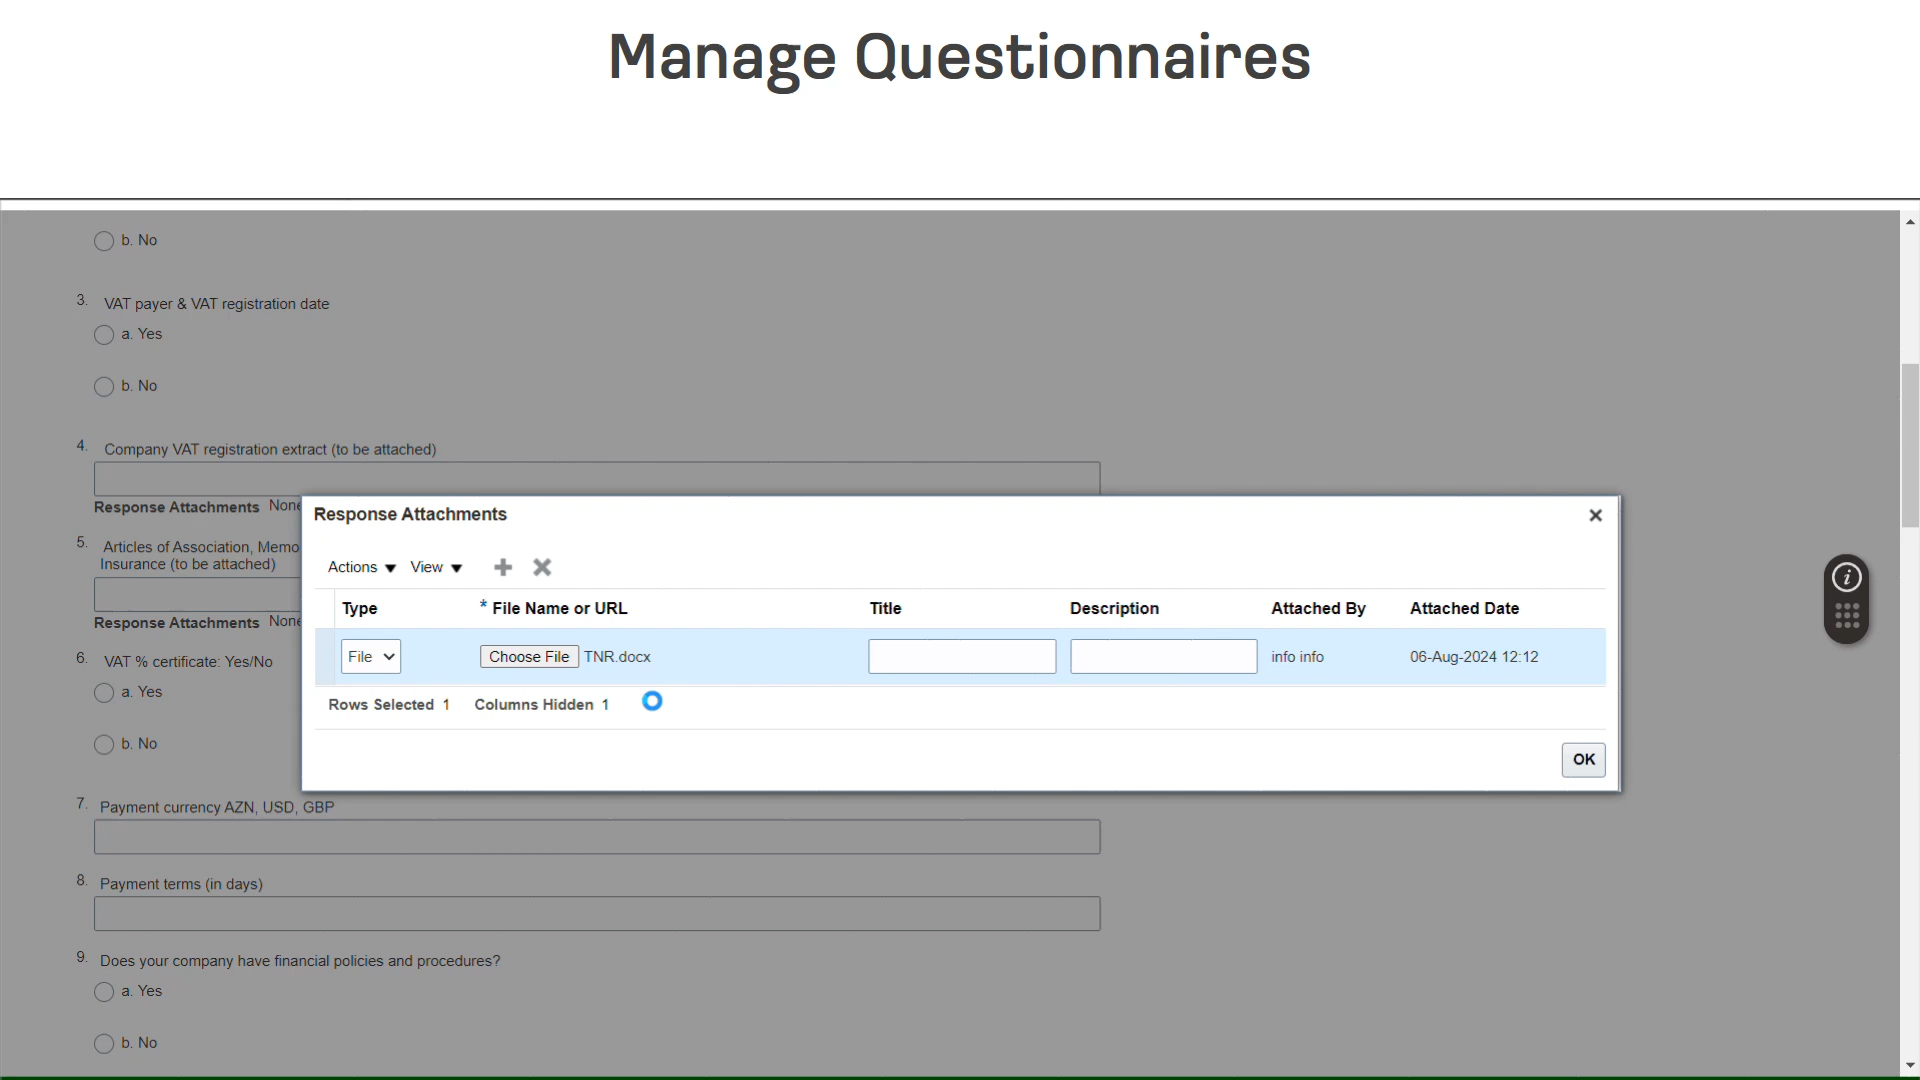 Manage Questionnaires
b. No
3. VAT payer & VAT registration date
a. Yes
b. No
4. Company VAT registration extract (to be attached)
Response Attachments None
5. Articles of Association, Memo
Insurance (to be attached)
Response Attachments None
6. VAT % certificate: Yes/No
a. Yes
b. No
Response Attachments
Actions View
Type * File Name or URL Title Description Attached By Attached Date
File Choose File TNR.docx info info 06-Aug-2024 12:12
Rows Selected 1 Columns Hidden 1
OK
7. Payment currency AZN, USD, GBP
8. Payment terms (in days)
9. Does your company have financial policies and procedures?
a. Yes
b. No